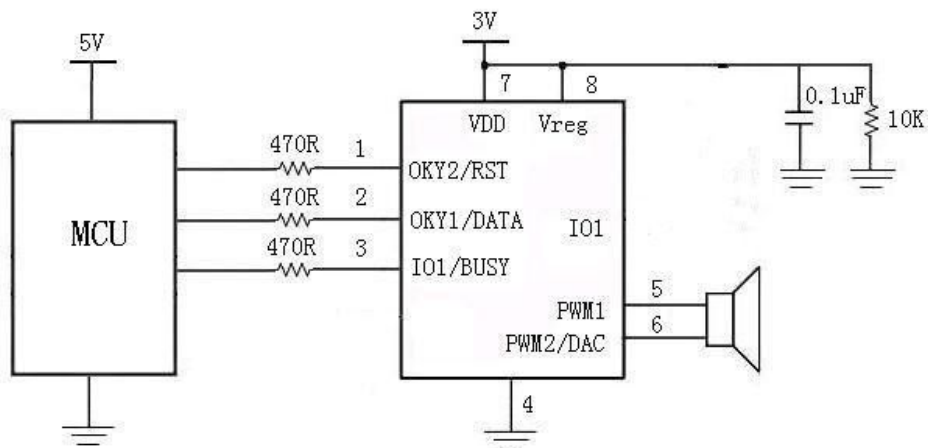 5V
3V
7
8
0.1uF
10K
VDD
Vreg
470R
1
OKY2/RST
470R
2
OKY1/DATA
MCU
IO1
470R
3
IO1/BUSY
5
PWM1
6
PWM2/DAC
4